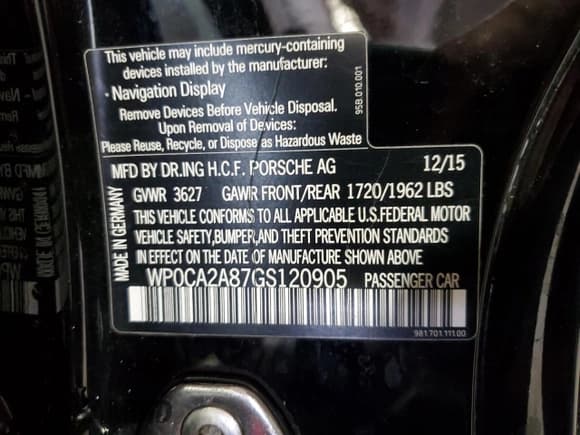 This vehicle may include mercury-containing
devices installed by the manufacturer:
· Navigation Display
Remove Devices Before Vehicle Disposal.
Upon Removal of Devices:
Please Reuse, Recycle, or Dispose as Hazardous Waste
95B.010.001
MFD BY DR.ING H.C.F. PORSCHE AG 12/15
GVWR 3627 GAWR FRONT/REAR 1720/1962 LBS
THIS VEHICLE CONFORMS TO ALL APPLICABLE U.S.FEDERAL MOTOR
VEHICLE SAFETY,BUMPER,AND THEFT PREVENTION STANDARDS
IN EFFECT ON THE DATE OF MANUFACTURE SHOWN ABOVE
MADE IN GERMANY
WP0CA2A87GS120905 PASSENGER CAR
981.701.111.00